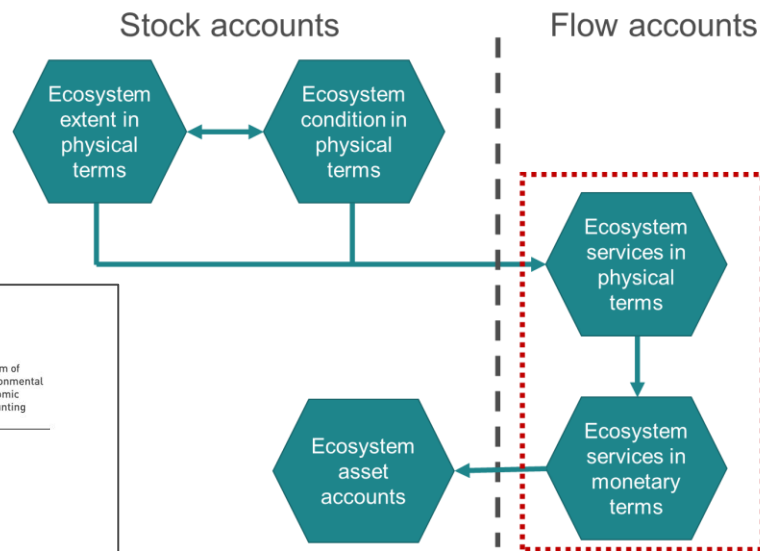 Stock accounts
Flow accounts
Ecosystem
extent in
physical
terms
Ecosystem
condition in
physical
terms
Ecosystem
services in
physical
terms
Ecosystem
services in
monetary
terms
Ecosystem
asset
accounts